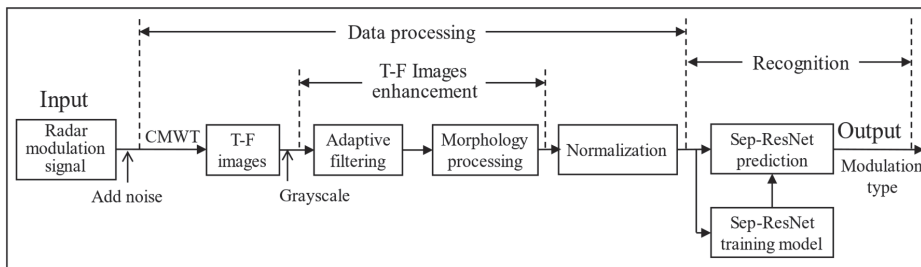 Data processing
T-F Images
enhancement
Recognition
Input
Radar
modulation
signal
Add noise
CMWT
T-F
images
Grayscale
Adaptive
filtering
Morphology
processing
Normalization
Sep-ResNet
prediction
Output
Modulation
type
Sep-ResNet
training model